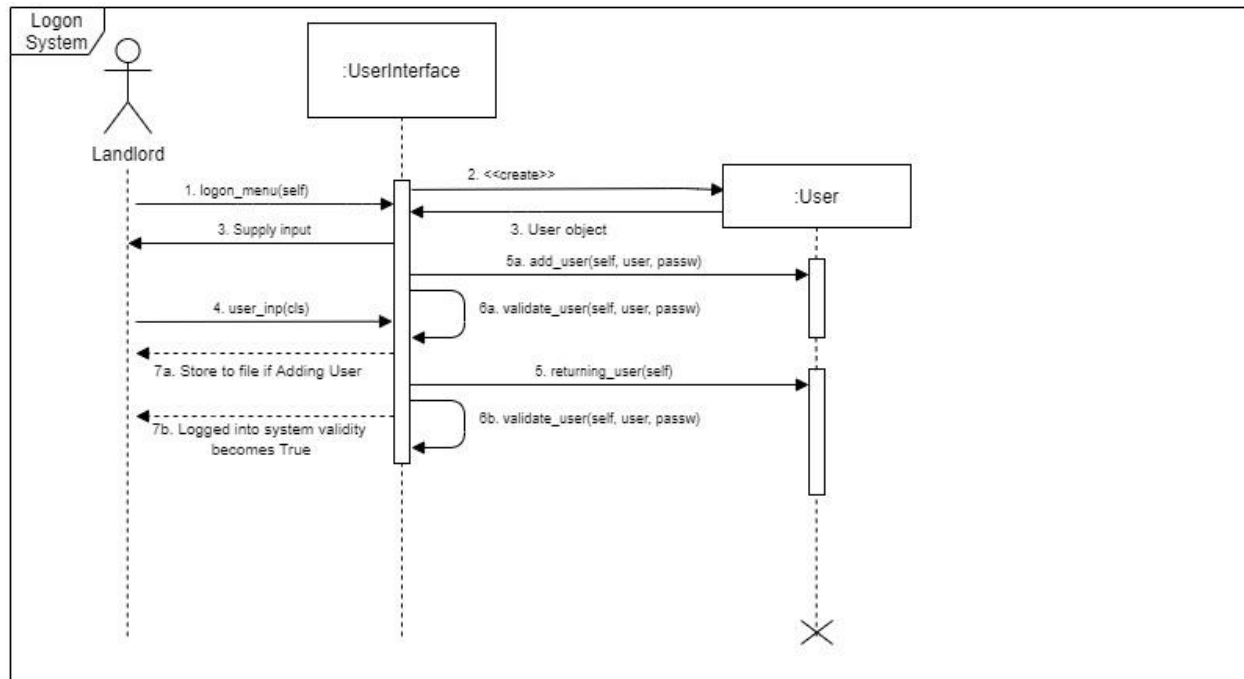 Logon
System
:UserInterface
Landlord
2. <<create>>
1. logon_menu(self)
:User
3. Supply input
3. User object
5a. add_user(self, user, passw)
4. user_inp(cls)
6a. validate_user(self, user, passw)
7a. Store to file if Adding User
5. returning_user(self)
6b. validate_user(self, user, passw)
7b. Logged into system validity
becomes True